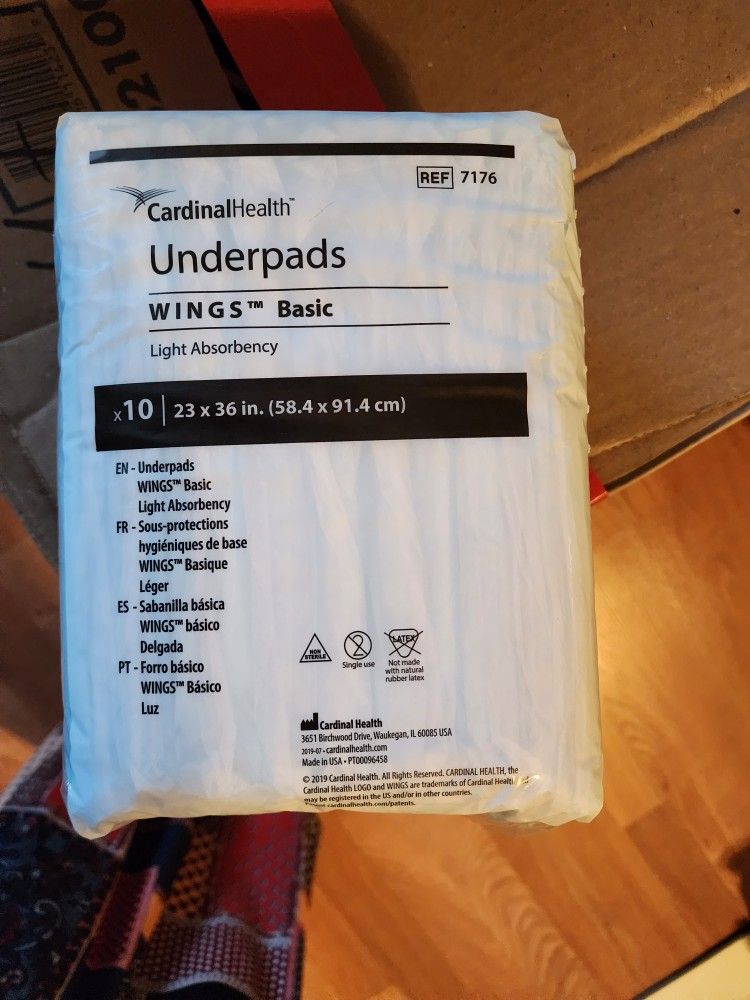 2100
REF 7176
CardinalHealth™
Underpads
WINGS™ Basic
Light Absorbency
x10 | 23 x 36 in. (58.4 x 91.4 cm)
EN - Underpads
WINGS™ Basic
Light Absorbency
FR - Sous-protections
hygiéniques de base
WINGS™ Basique
Léger
ES - Sabanilla básica
WINGS™ básico
Delgada
PT - Forro básico
WINGS™ Básico
Luz
NON
STERILE
2
Single use
LATEX
Not made
with natural
rubber latex
Cardinal Health
3651 Birchwood Drive, Waukegan, IL 60085 USA
2019-07 • cardinalhealth.com
Made in USA • PT00096458
© 2019 Cardinal Health. All Rights Reserved. CARDINAL HEALTH, the
Cardinal Health LOGO and WINGS are trademarks of Cardinal Health
may be registered in the US and/or in other countries.
cardinalhealth.com/patents.